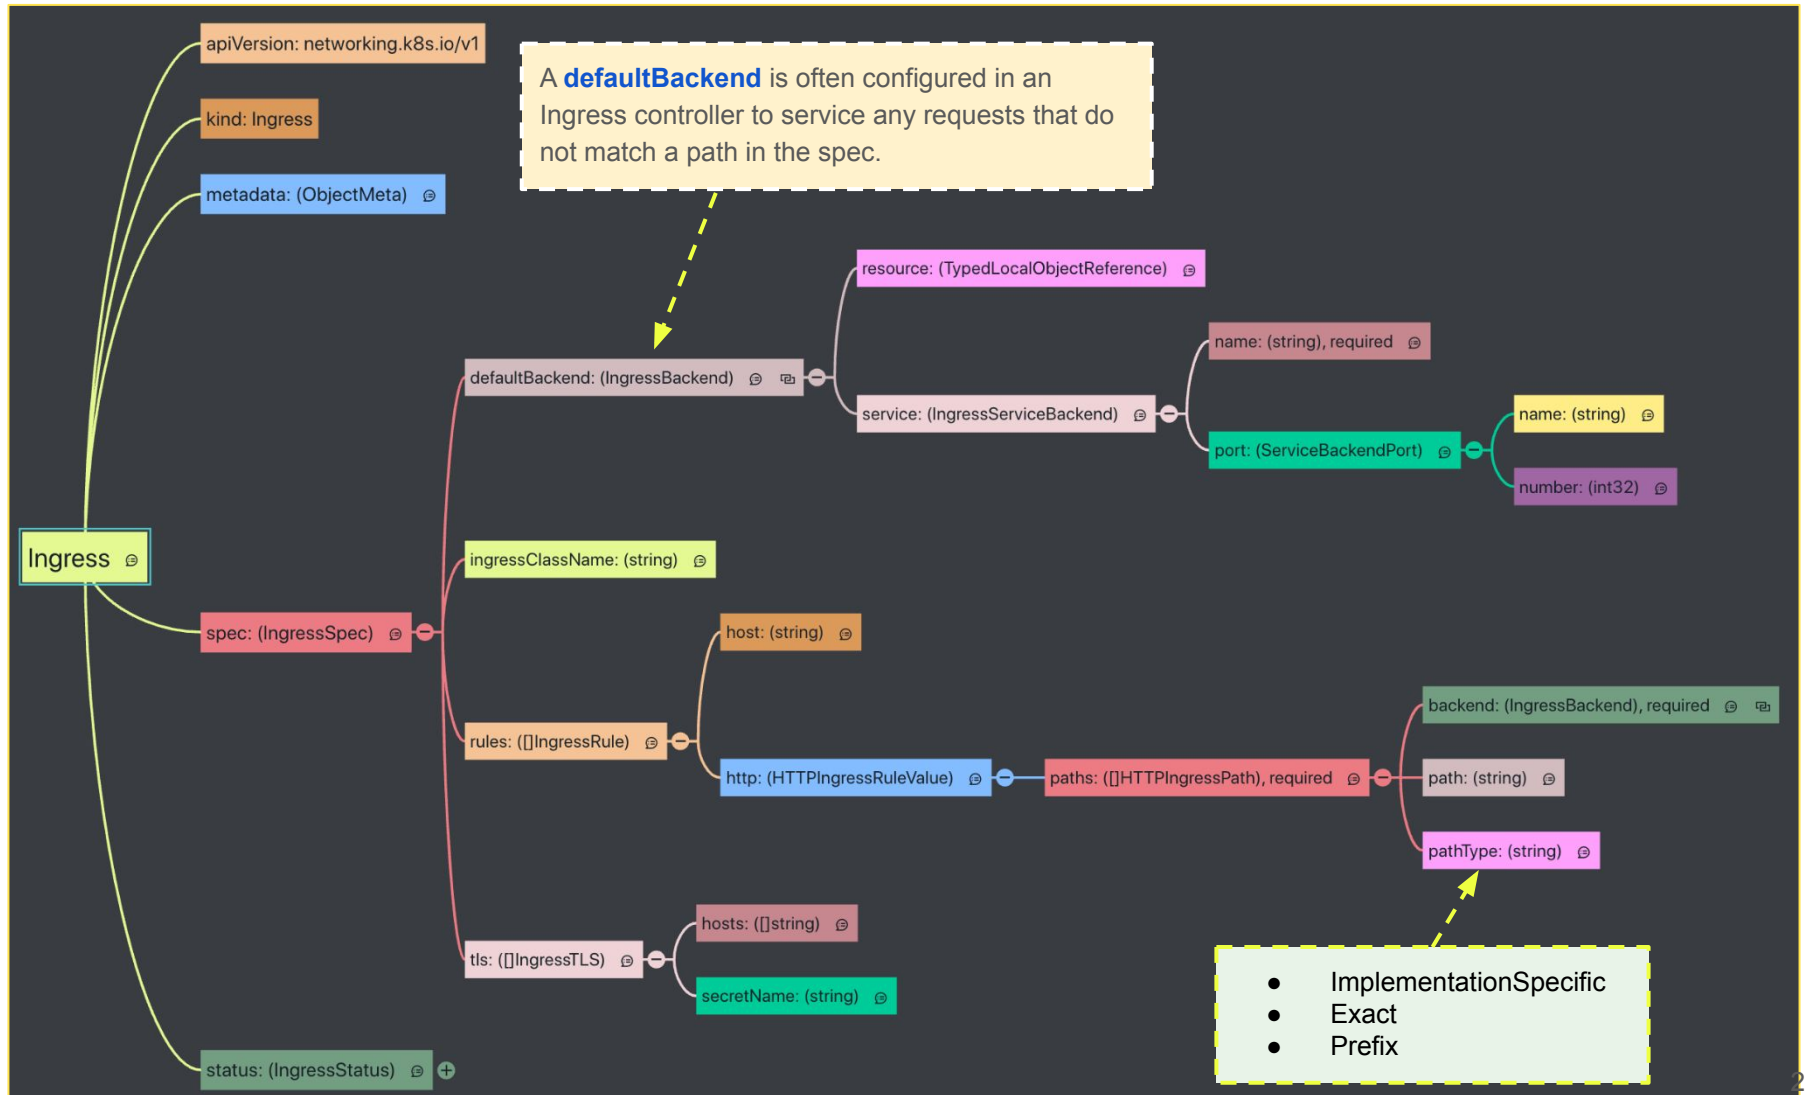 apiVersion: networking.k8s.io/v1
kind: Ingress
metadata: (ObjectMeta)
A defaultBackend is often configured in an
Ingress controller to service any requests that do
not match a path in the spec.
resource: (TypedLocalObjectReference)
name: (string), required
defaultBackend: (IngressBackend)
service: (IngressServiceBackend)
name: (string)
port: (ServiceBackendPort)
number: (int32)
Ingress
ingressClassName: (string)
spec: (IngressSpec)
host: (string)
backend: (IngressBackend), required
rules: ([]IngressRule)
http: (HTTPIngressRuleValue)
paths: ([]HTTPIngressPath), required
path: (string)
pathType: (string)
hosts: ([]string)
tls: ([]IngressTLS)
secretName: (string)
● ImplementationSpecific
● Exact
● Prefix
status: (IngressStatus)
2